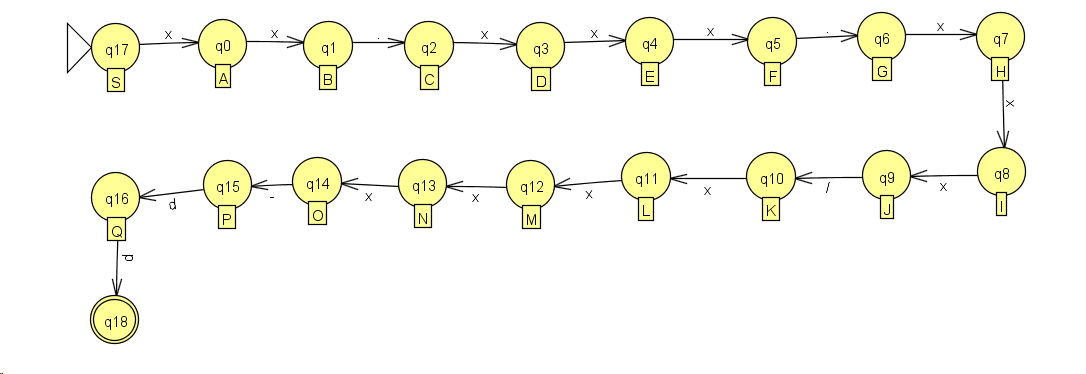 x x . x x x . x
q17 q0 q1 q2 q3 q4 q5 q6 q7
S A B C D E F G H
x
q16 q15 q14 q13 q12 q11 q10 q9 q8
d - x x x x / x
Q P O N M L K J I
d
q18